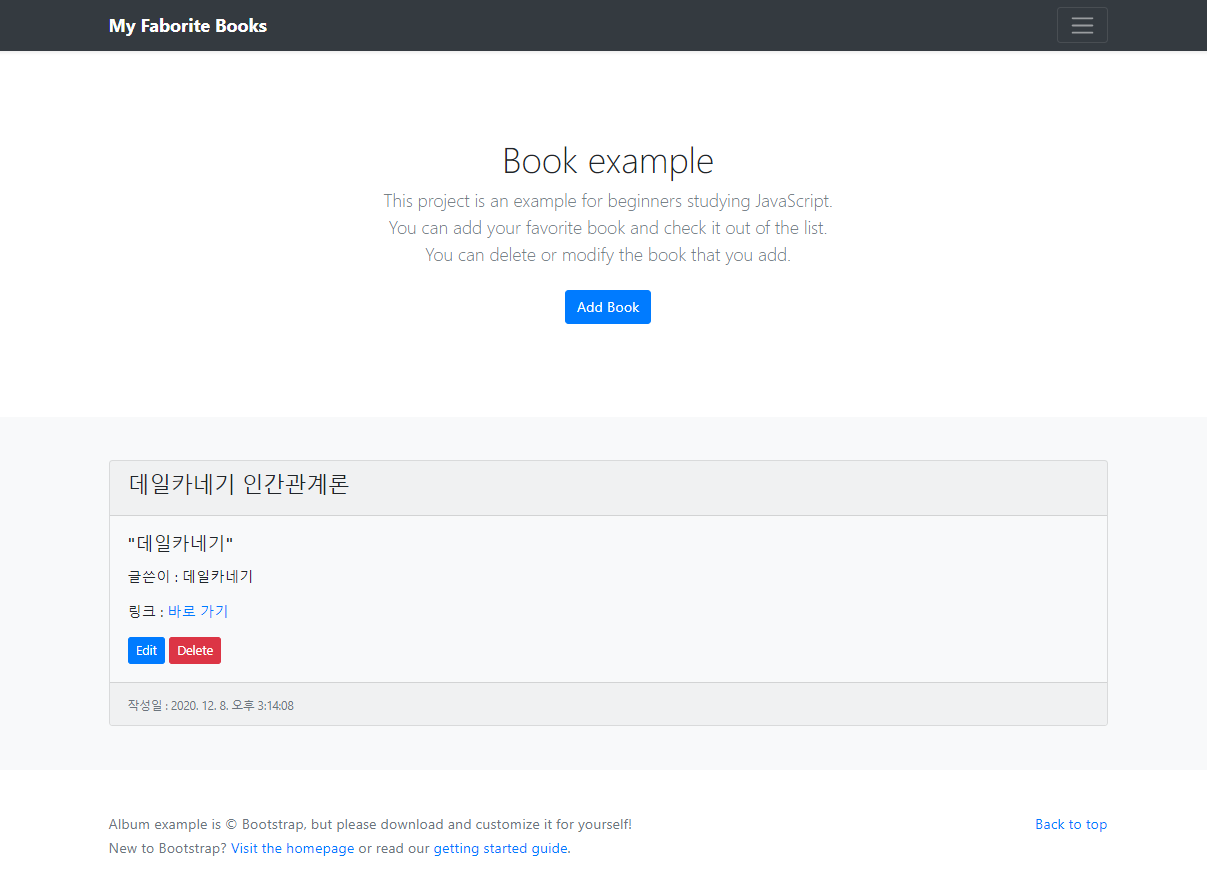 My Faborite Books
Book example
This project is an example for beginners studying JavaScript.
You can add your favorite book and check it out of the list.
You can delete or modify the book that you add.
Add Book
데일카네기 인간관계론
"데일카네기"
글쓴이 : 데일카네기
링크 : 바로 가기
Edit Delete
작성일 : 2020. 12. 8. 오후 3:14:08
Album example is © Bootstrap, but please download and customize it for yourself!
Back to top
New to Bootstrap? Visit the homepage or read our getting started guide.